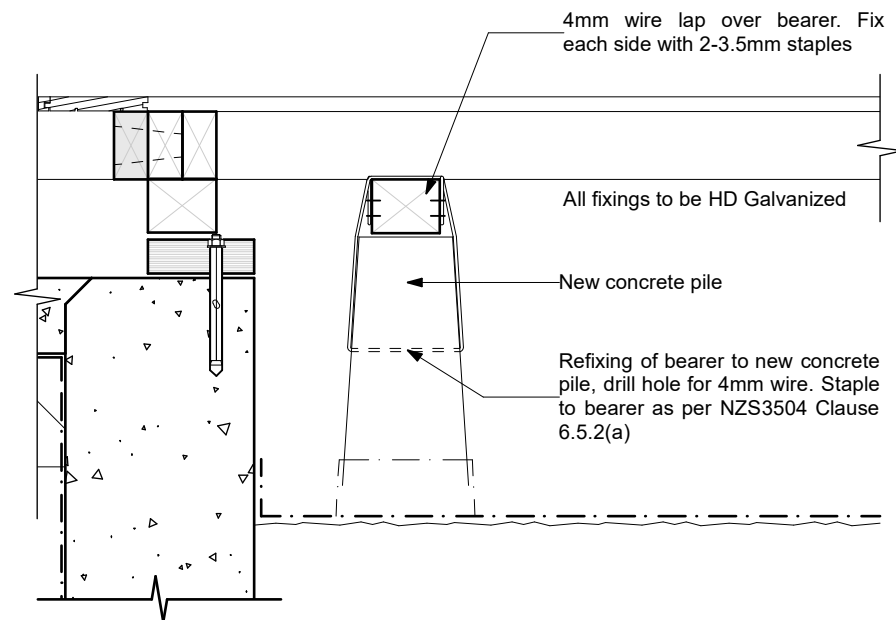 4mm wire lap over bearer. Fix
each side with 2-3.5mm staples
All fixings to be HD Galvanized
New concrete pile
Refixing of bearer to new concrete
pile, drill hole for 4mm wire. Staple
to bearer as per NZS3504 Clause
6.5.2(a)